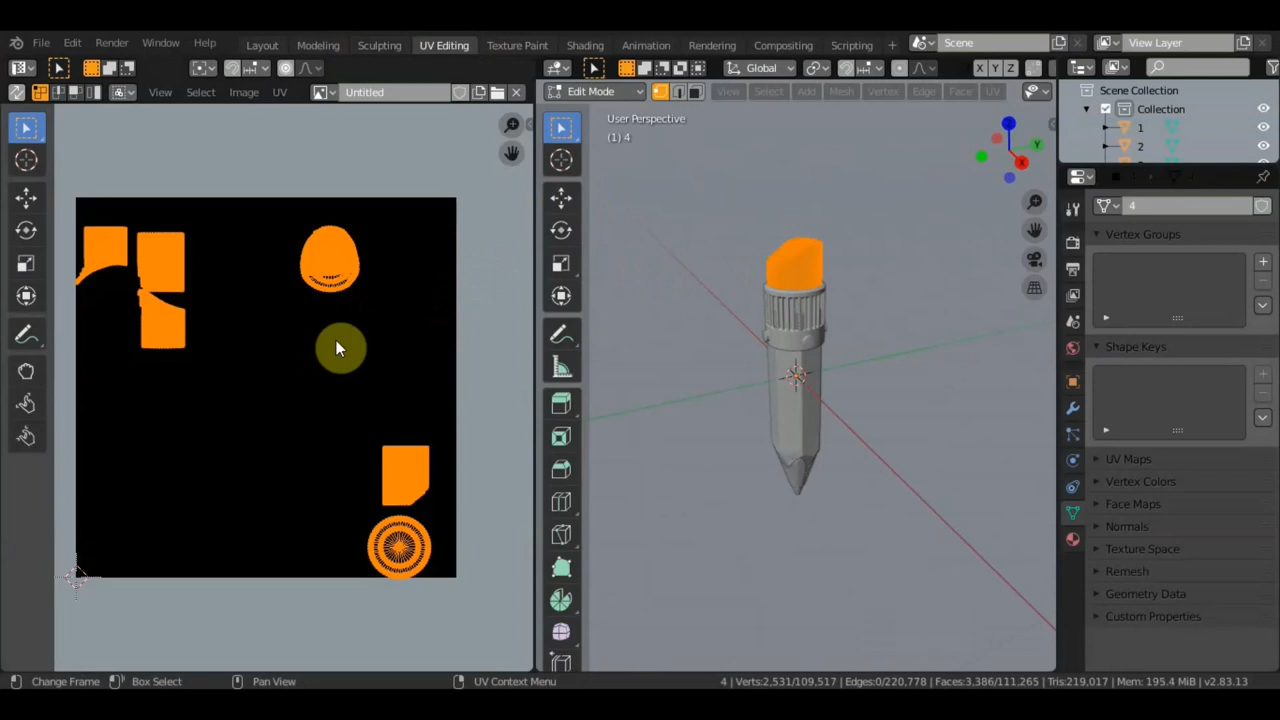 File Edit Render Window Help Layout Modeling Sculpting UV Editing Texture Paint Shading Animation Rendering Compositing Scripting + Scene View Layer
Global X Y Z
View Select Image UV Untitled Edit Mode View Select Add Mesh Vertex Edge Face UV
Scene Collection
Collection
1
2
User Perspective
(1) 4
Z
Y
X
4
Vertex Groups
Shape Keys
UV Maps
Vertex Colors
Face Maps
Normals
Texture Space
Remesh
Geometry Data
Custom Properties
Change Frame Box Select Pan View UV Context Menu 4 | Verts:2,531/109,517 | Edges:0/220,778 | Faces:3,386/111,265 | Tris:219,017 | Mem: 195.4 MiB | v2.83.13